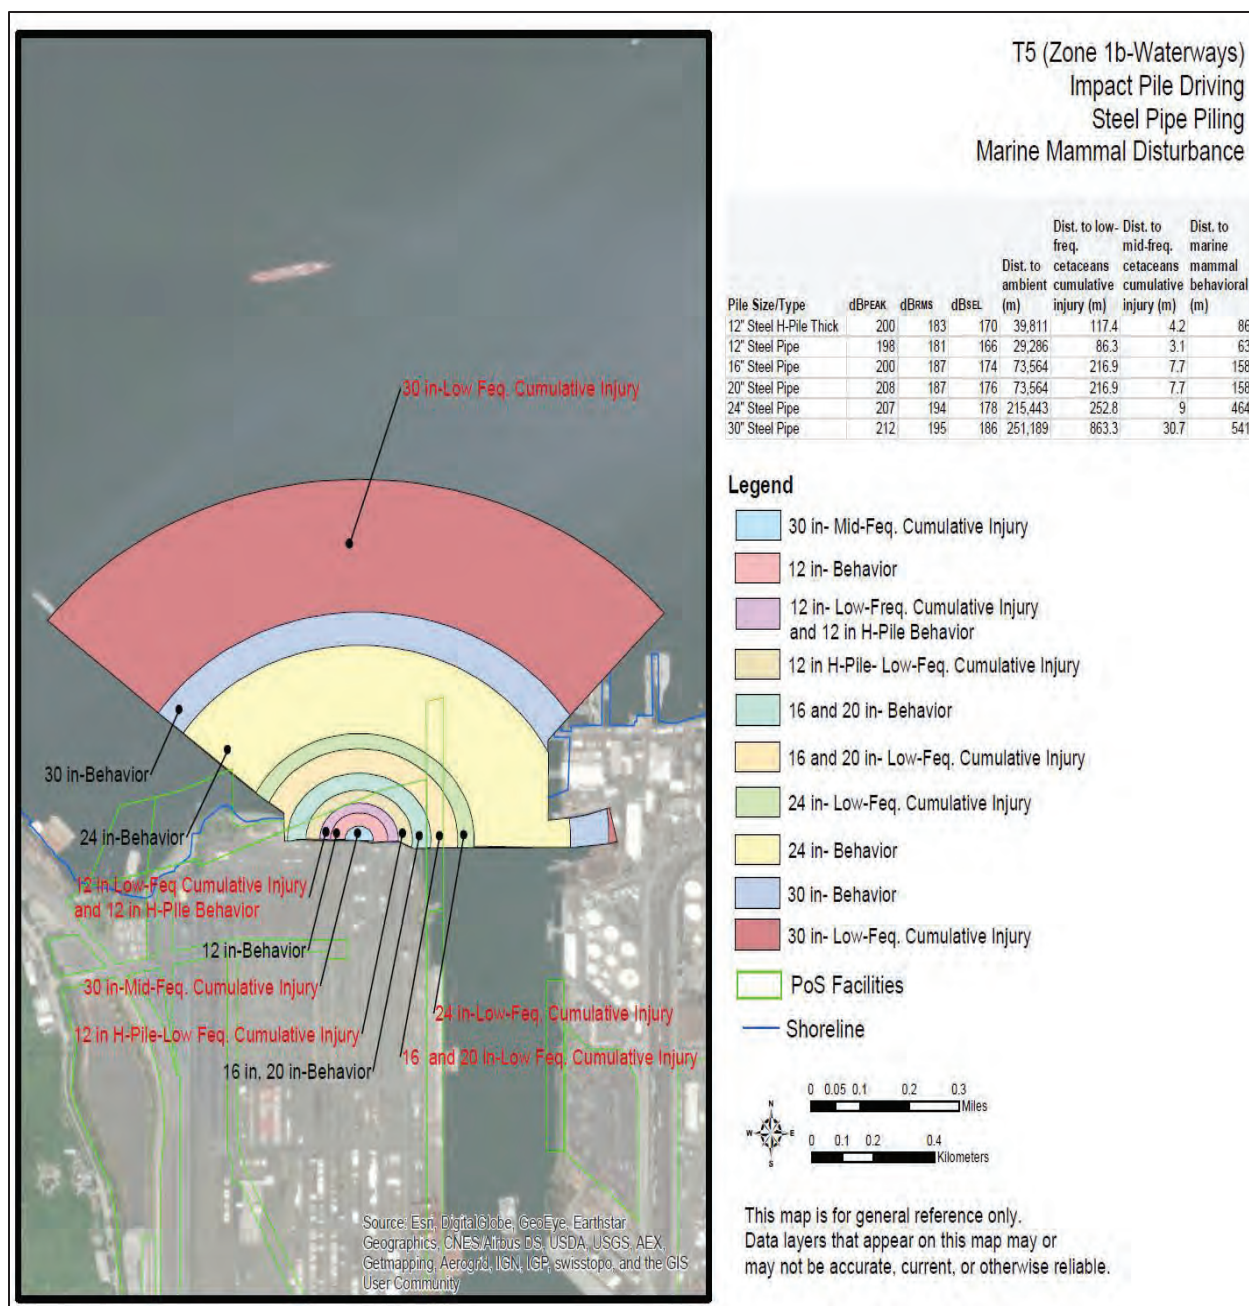 T5 (Zone 1b-Waterways)
Impact Pile Driving
Steel Pipe Piling
Marine Mammal Disturbance
Pile Size/Type dBPEAK dBRMS dBSEL Dist. to ambient (m) Dist. to low-freq. cetaceans cumulative injury (m) Dist. to mid-freq. cetaceans cumulative injury (m) Dist. to marine mammal behavioral (m)
12" Steel H-Pile Thick 200 183 170 39,811 117.4 4.2 86
12" Steel Pipe 198 181 166 29,286 86.3 3.1 63
16" Steel Pipe 200 187 174 73,564 216.9 7.7 158
20" Steel Pipe 208 187 176 73,564 216.9 7.7 158
24" Steel Pipe 207 194 178 215,443 252.8 9 464
30" Steel Pipe 212 195 186 251,189 863.3 30.7 541
30 in-Low Feq. Cumulative Injury
30 in-Behavior
24 in-Behavior
12 in Low-Feq Cumulative Injury
and 12 in H-Pile Behavior
12 in-Behavior
30 in-Mid-Feq. Cumulative Injury
12 in H-Pile-Low Feq. Cumulative Injury
16 in, 20 in-Behavior
24 in-Low-Feq, Cumulative Injury
16 and 20 in-Low Feq. Cumulative Injury
Source: Esri, DigitalGlobe, GeoEye, Earthstar
Geographics, CNES/Airbus DS, USDA, USGS, AEX,
Getmapping, Aerogrid, IGN, IGP, swisstopo, and the GIS
User Community
Legend
30 in- Mid-Feq. Cumulative Injury
12 in- Behavior
12 in- Low-Freq. Cumulative Injury
and 12 in H-Pile Behavior
12 in H-Pile- Low-Feq. Cumulative Injury
16 and 20 in- Behavior
16 and 20 in- Low-Feq. Cumulative Injury
24 in- Low-Feq. Cumulative Injury
24 in- Behavior
30 in- Behavior
30 in- Low-Feq. Cumulative Injury
PoS Facilities
Shoreline
N
W E
S
0 0.05 0.1 0.2 0.3
Miles
0 0.1 0.2 0.4
Kilometers
This map is for general reference only.
Data layers that appear on this map may or
may not be accurate, current, or otherwise reliable.